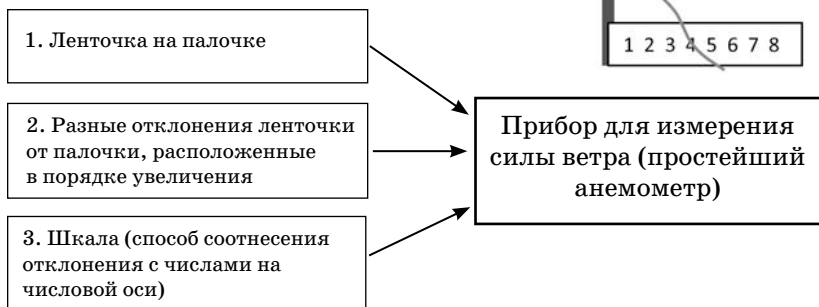 1 2 3 4 5 6 7 8
1. Ленточка на палочке
2. Разные отклонения ленточки
от палочки, расположенные
в порядке увеличения
3. Шкала (способ соотнесения
отклонения с числами на
числовой оси)
Прибор для измерения
силы ветра (простейший
анемометр)